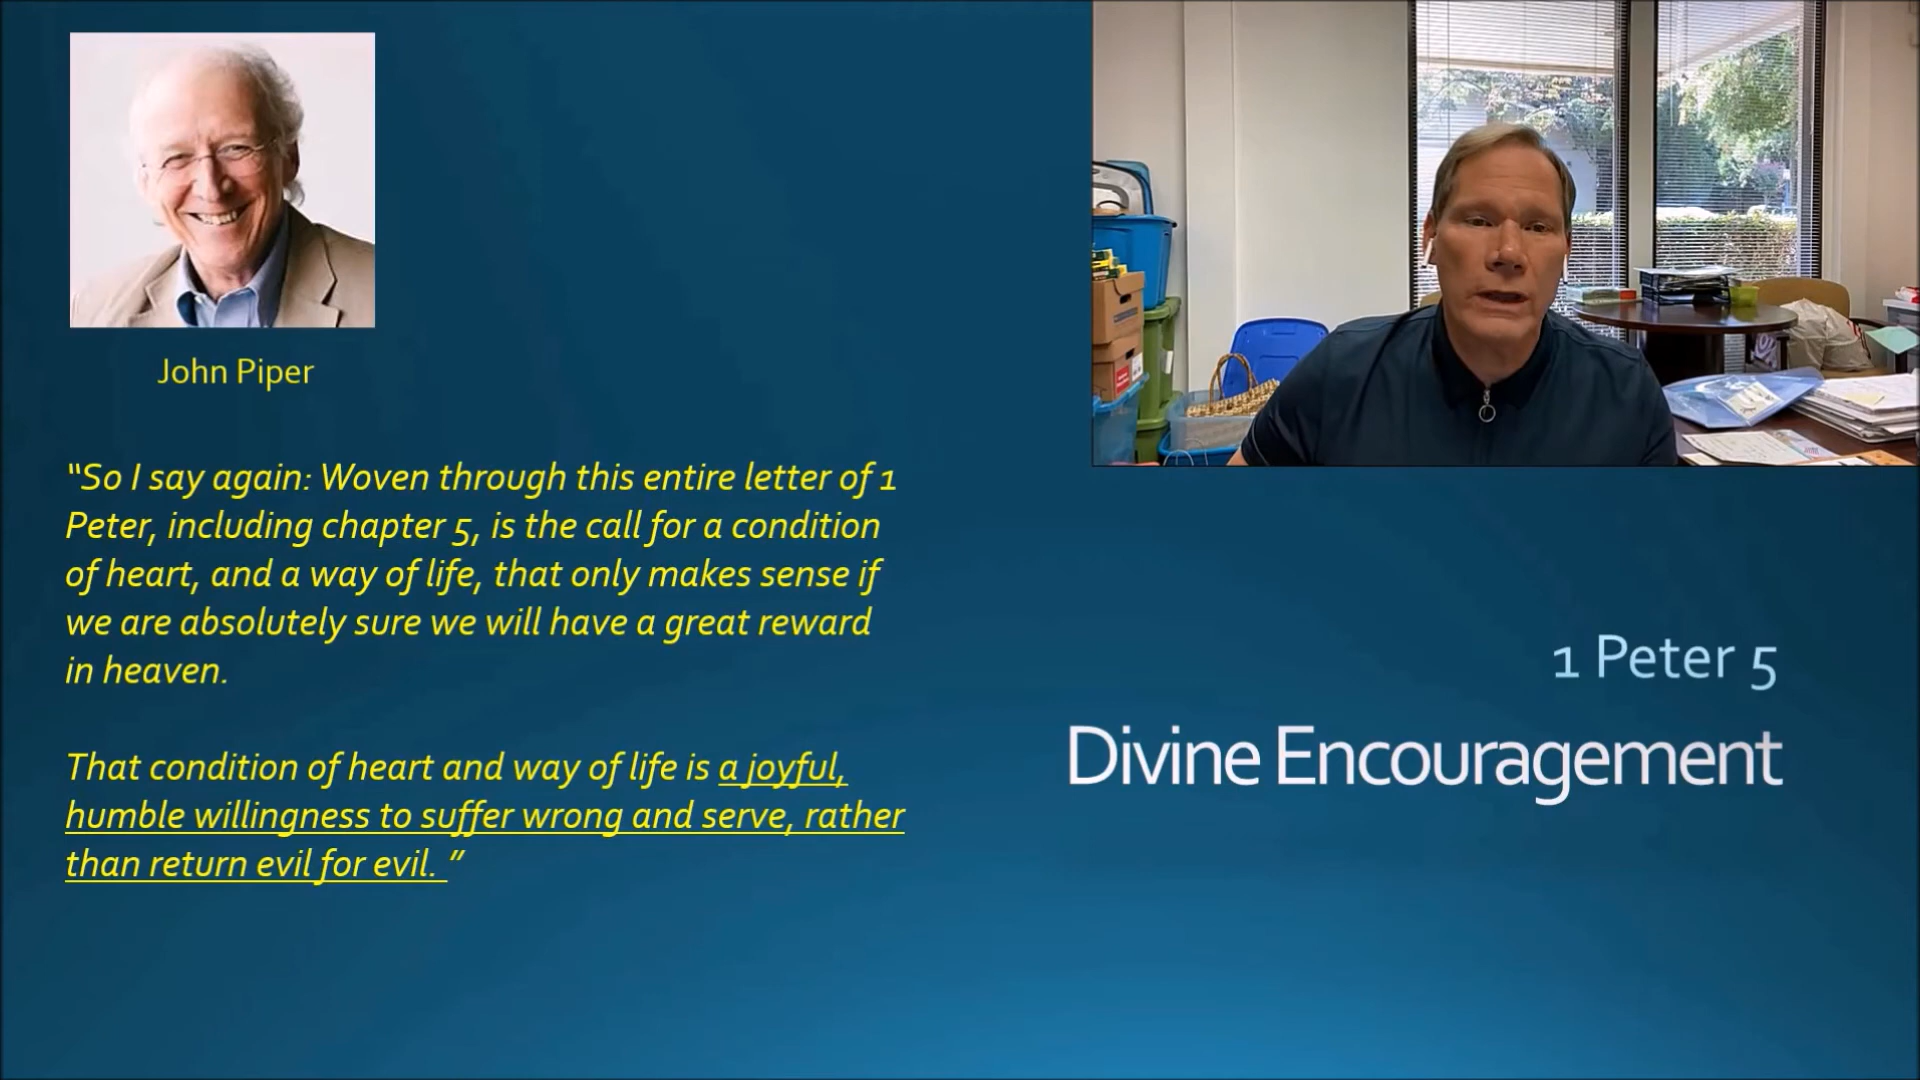 John Piper
“So I say again: Woven through this entire letter of 1
Peter, including chapter 5, is the call for a condition
of heart, and a way of life, that only makes sense if
we are absolutely sure we will have a great reward
in heaven.
That condition of heart and way of life is a joyful,
humble willingness to suffer wrong and serve, rather
than return evil for evil. ”
1 Peter 5
Divine Encouragement